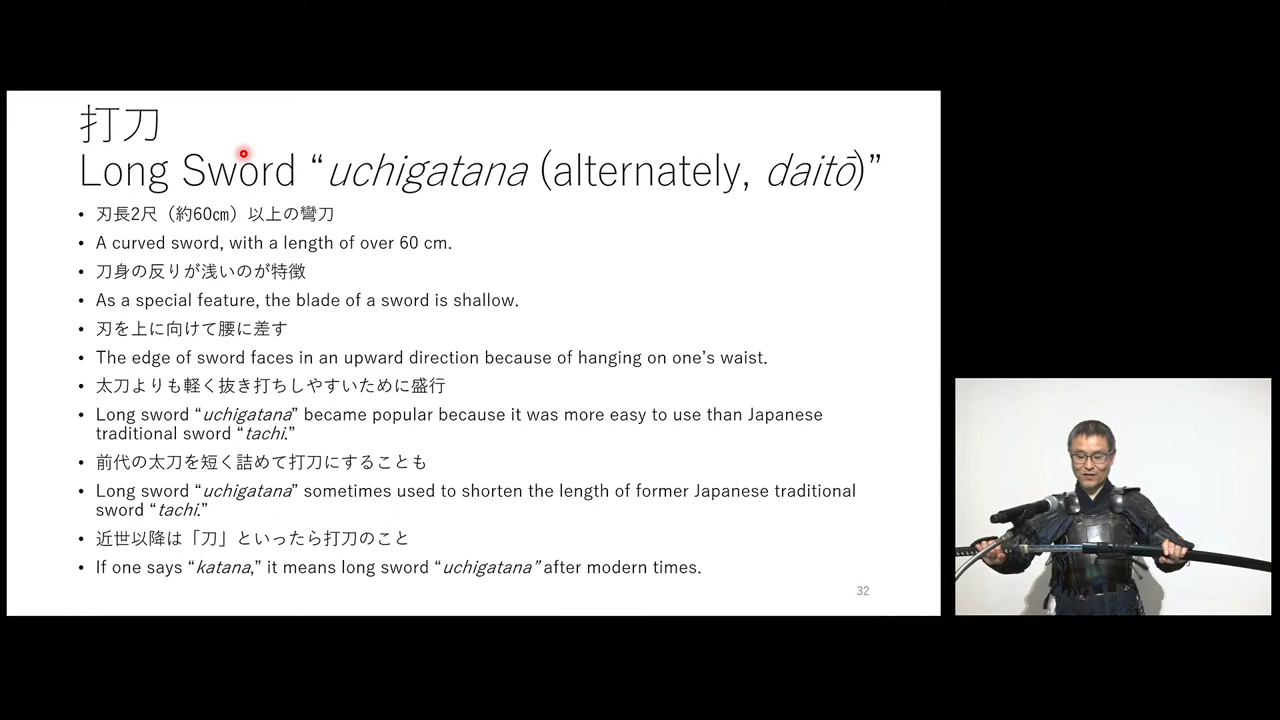 打刀
Long Sword “uchigatana (alternately, daitō)”
• 刃長2尺（約60㎝）以上の彎刀
• A curved sword, with a length of over 60 cm.
• 刀身の反りが浅いのが特徴
• As a special feature, the blade of a sword is shallow.
• 刃を上に向けて腰に差す
• The edge of sword faces in an upward direction because of hanging on one’s waist.
• 太刀よりも軽く抜き打ちしやすいために盛行
• Long sword “uchigatana” became popular because it was more easy to use than Japanese
traditional sword “tachi.”
• 前代の太刀を短く詰めて打刀にすることも
• Long sword “uchigatana” sometimes used to shorten the length of former Japanese traditional
sword “tachi.”
• 近世以降は「刀」といったら打刀のこと
• If one says “katana,” it means long sword “uchigatana” after modern times.
32